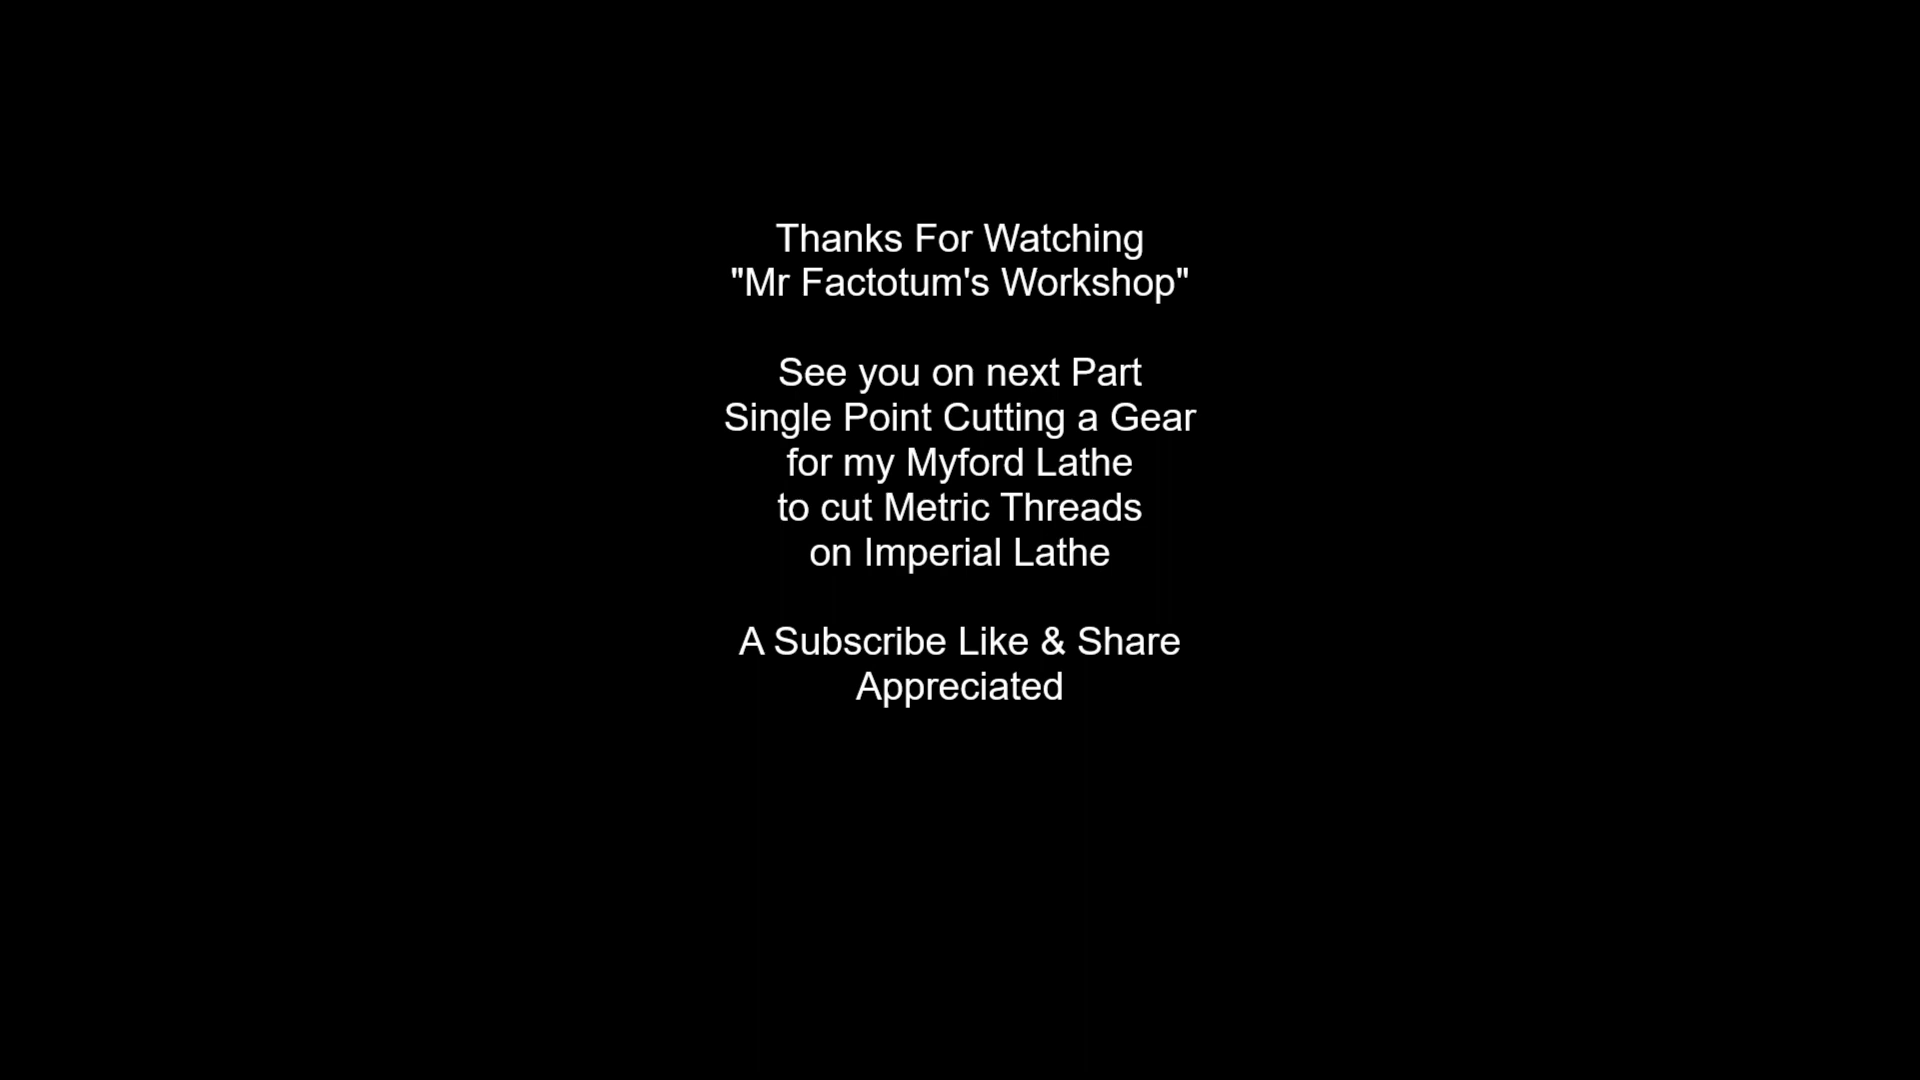 Thanks For Watching
"Mr Factotum's Workshop"
See you on next Part
Single Point Cutting a Gear
for my Myford Lathe
to cut Metric Threads
on Imperial Lathe
A Subscribe Like & Share
Appreciated